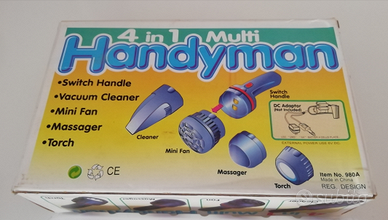 4 in 1 Multi
Handyman
•Switch Handle
•Vacuum Cleaner
•Mini Fan
•Massager
•Torch
Switch
Handle
DC Adaptor
(Not Included)
Cleaner
Mini Fan
Massager
Torch
CE
Item No. 980A
Made in China
REG. DESIGN